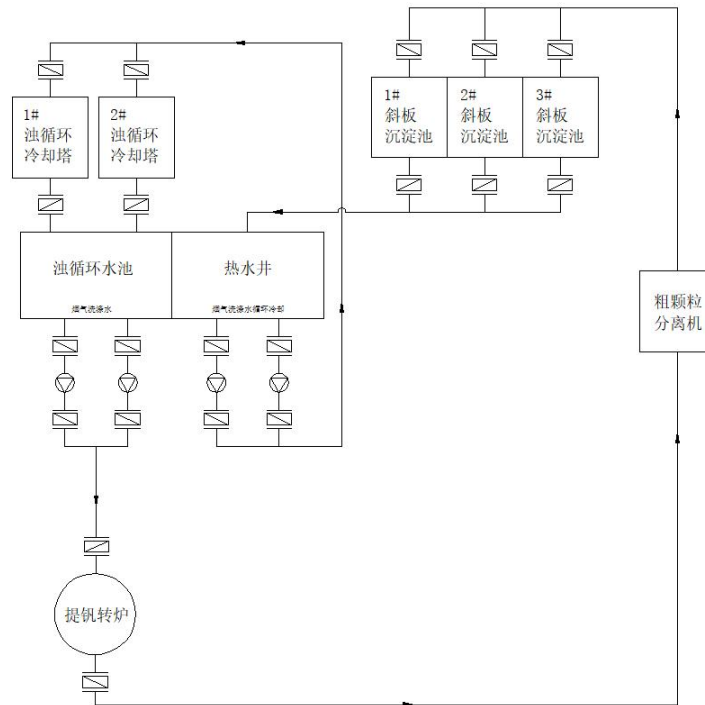 1#
浊循环
冷却塔
2#
浊循环
冷却塔
1#
斜板
沉淀池
2#
斜板
沉淀池
3#
斜板
沉淀池
浊循环水池
热水井
烟气洗涤水
烟气洗涤水循环冷却
粗颗粒
分离机
提钒转炉